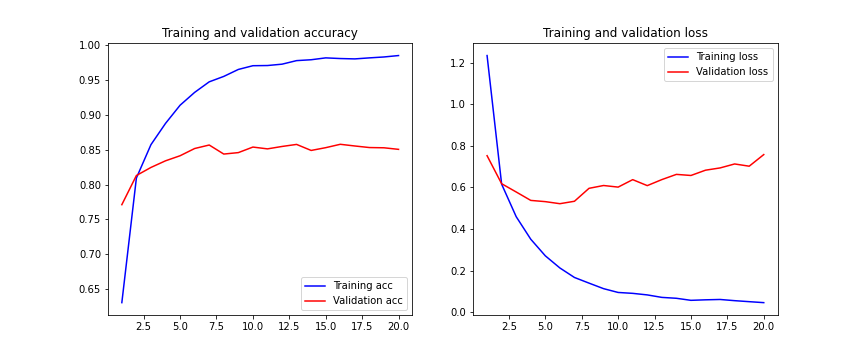 Training and validation accuracy
1.00
0.95
0.90
0.85
0.80
0.75
0.70
0.65
Training acc
Validation acc
2.5 5.0 7.5 10.0 12.5 15.0 17.5 20.0
Training and validation loss
1.2
1.0
0.8
0.6
0.4
0.2
0.0
Training loss
Validation loss
2.5 5.0 7.5 10.0 12.5 15.0 17.5 20.0